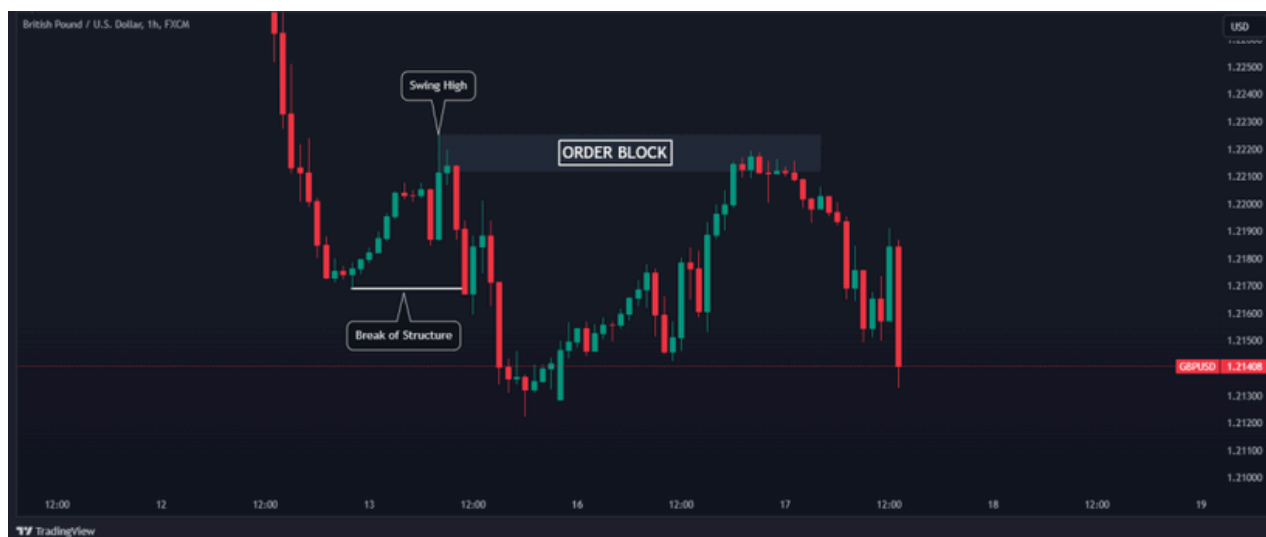 British Pound / U.S. Dollar, 1h, FXCM
USD
1.22500
Swing High
1.22400
1.22300
ORDER BLOCK
1.22200
1.22100
1.22000
1.21900
1.21800
1.21700
1.21600
Break of Structure
1.21500
GBPUSD 1.21408
1.21300
1.21200
1.21100
1.21000
12:00 12 12:00 13 12:00 16 12:00 17 12:00 18 12:00 19
TradingView